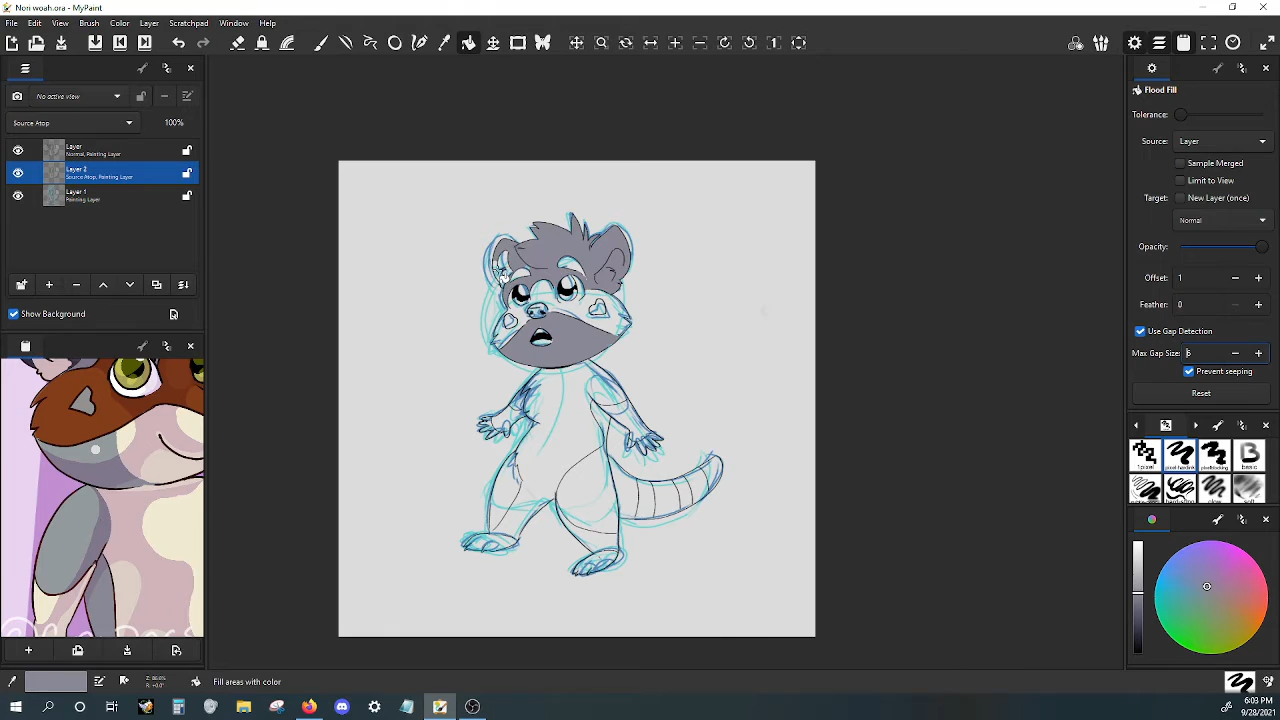 Nori woah.ora - MyPaint
File Edit View Brush Color Layer Scratchpad Window Help
No active view
Source Atop 100%
Layer
Normal, Painting Layer
Layer 2
Source Atop, Painting Layer
Layer 1
Painting Layer
Show Background
Flood Fill
Tolerance:
Source: Layer
Sample Merged
Limit to View
Target: New Layer (once)
Normal
Opacity:
Offset: 1
Feather: 0
Use Gap Detection
Max Gap Size:
Prevent seeping
Reset
basic
Fill areas with color
6:03 PM
9/28/2021